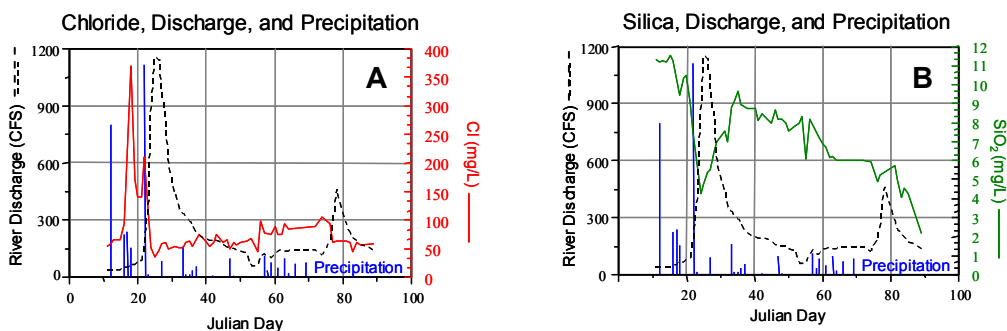 Chloride, Discharge, and Precipitation
A
River Discharge (CFS)
1200
900
600
300
0
400
350
300
250
200
150
100
50
0
Cl (mg/L)
Precipitation
0 20 40 60 80 100
Julian Day
Silica, Discharge, and Precipitation
B
River Discharge (CFS)
1200
900
600
300
0
12
11
10
9
8
7
6
5
4
3
2
1
0
SiO₂ (mg/L)
Precipitation
20 40 60 80 100
Julian Day